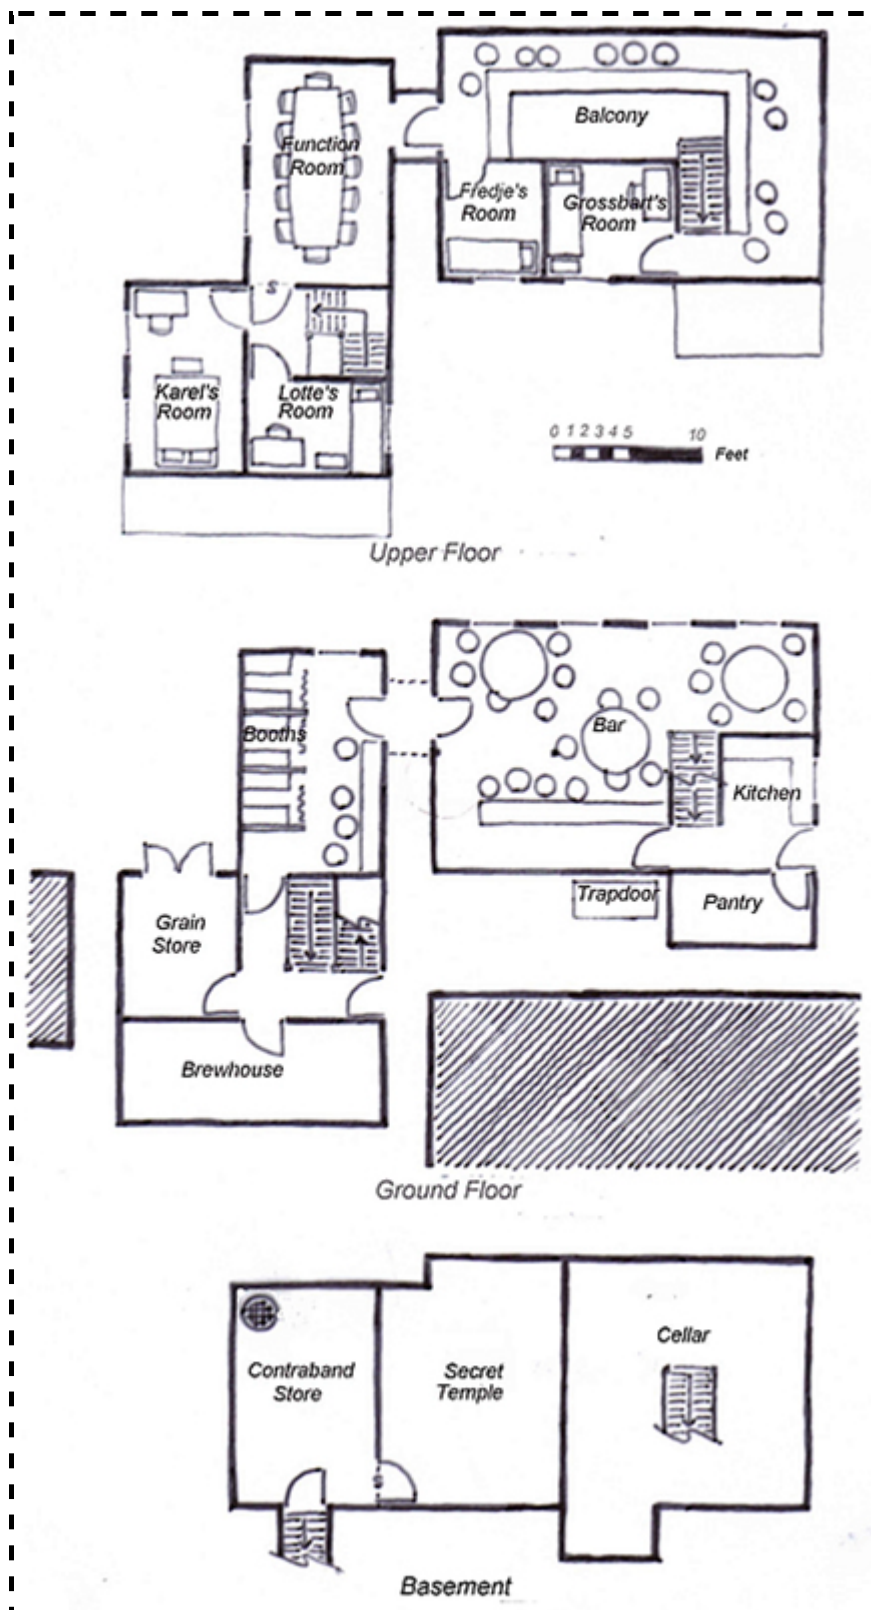 Balcony
Function
Room
Fredje's
Room
Grossbart's
Room
S
Karel's
Room
Lotte's
Room
0 1 2 3 4 5 10
Feet
Upper Floor
Booths
Bar
Kitchen
Grain
Store
Trapdoor
Pantry
Brewhouse
Ground Floor
Cellar
Contraband
Store
Secret
Temple
S
Basement